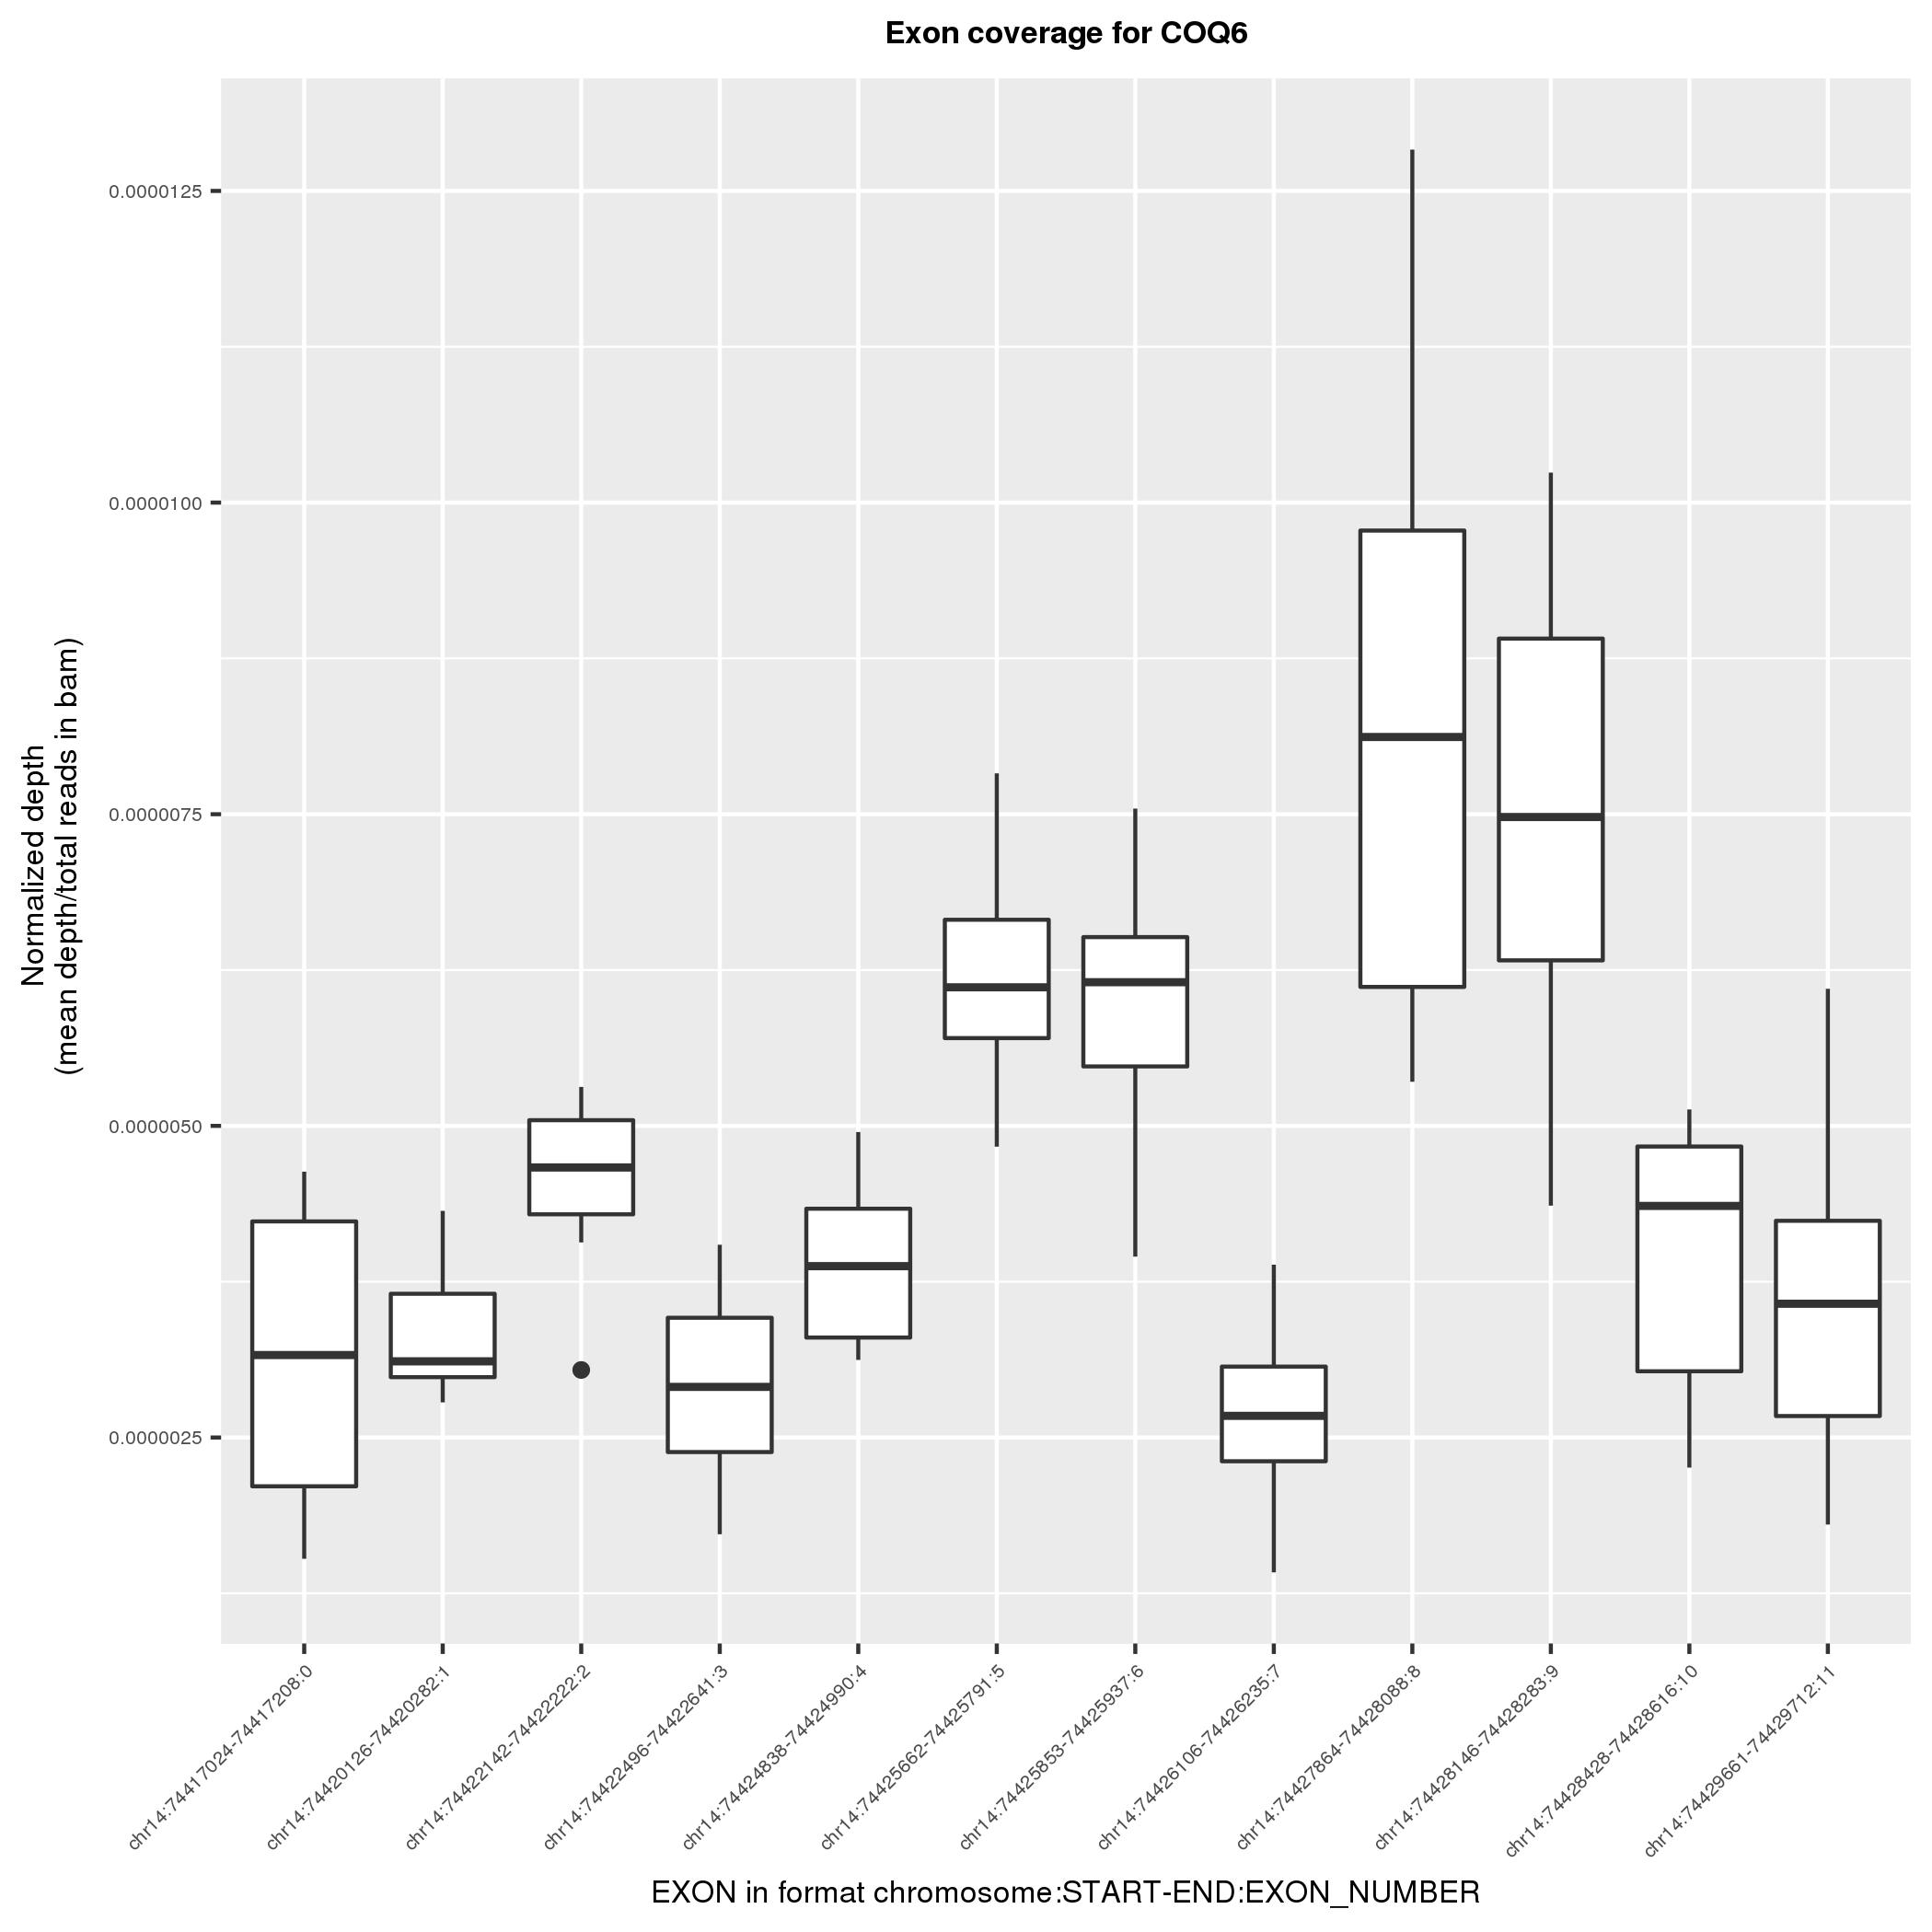 Exon coverage for COQ6
Normalized depth
(mean depth/total reads in bam)
0.0000125
0.0000100
0.0000075
0.0000050
0.0000025
chr14:74417024-74417208:0
chr14:74420126-74420282:1
chr14:74422142-74422222:2
chr14:74422496-74422641:3
chr14:74424838-74424990:4
chr14:74425662-74425791:5
chr14:74425853-74425937:6
chr14:74426106-74426235:7
chr14:74427864-74428088:8
chr14:74428146-74428283:9
chr14:74428428-74428616:10
chr14:74429661-74429712:11
EXON in format chromosome:START-END:EXON_NUMBER